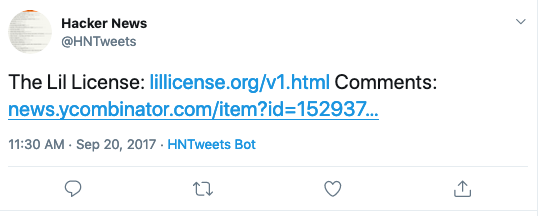 Hacker News
@HNTweets
The Lil License: lillicense.org/v1.html Comments:
news.ycombinator.com/item?id=152937...
11:30 AM · Sep 20, 2017 · HNTweets Bot